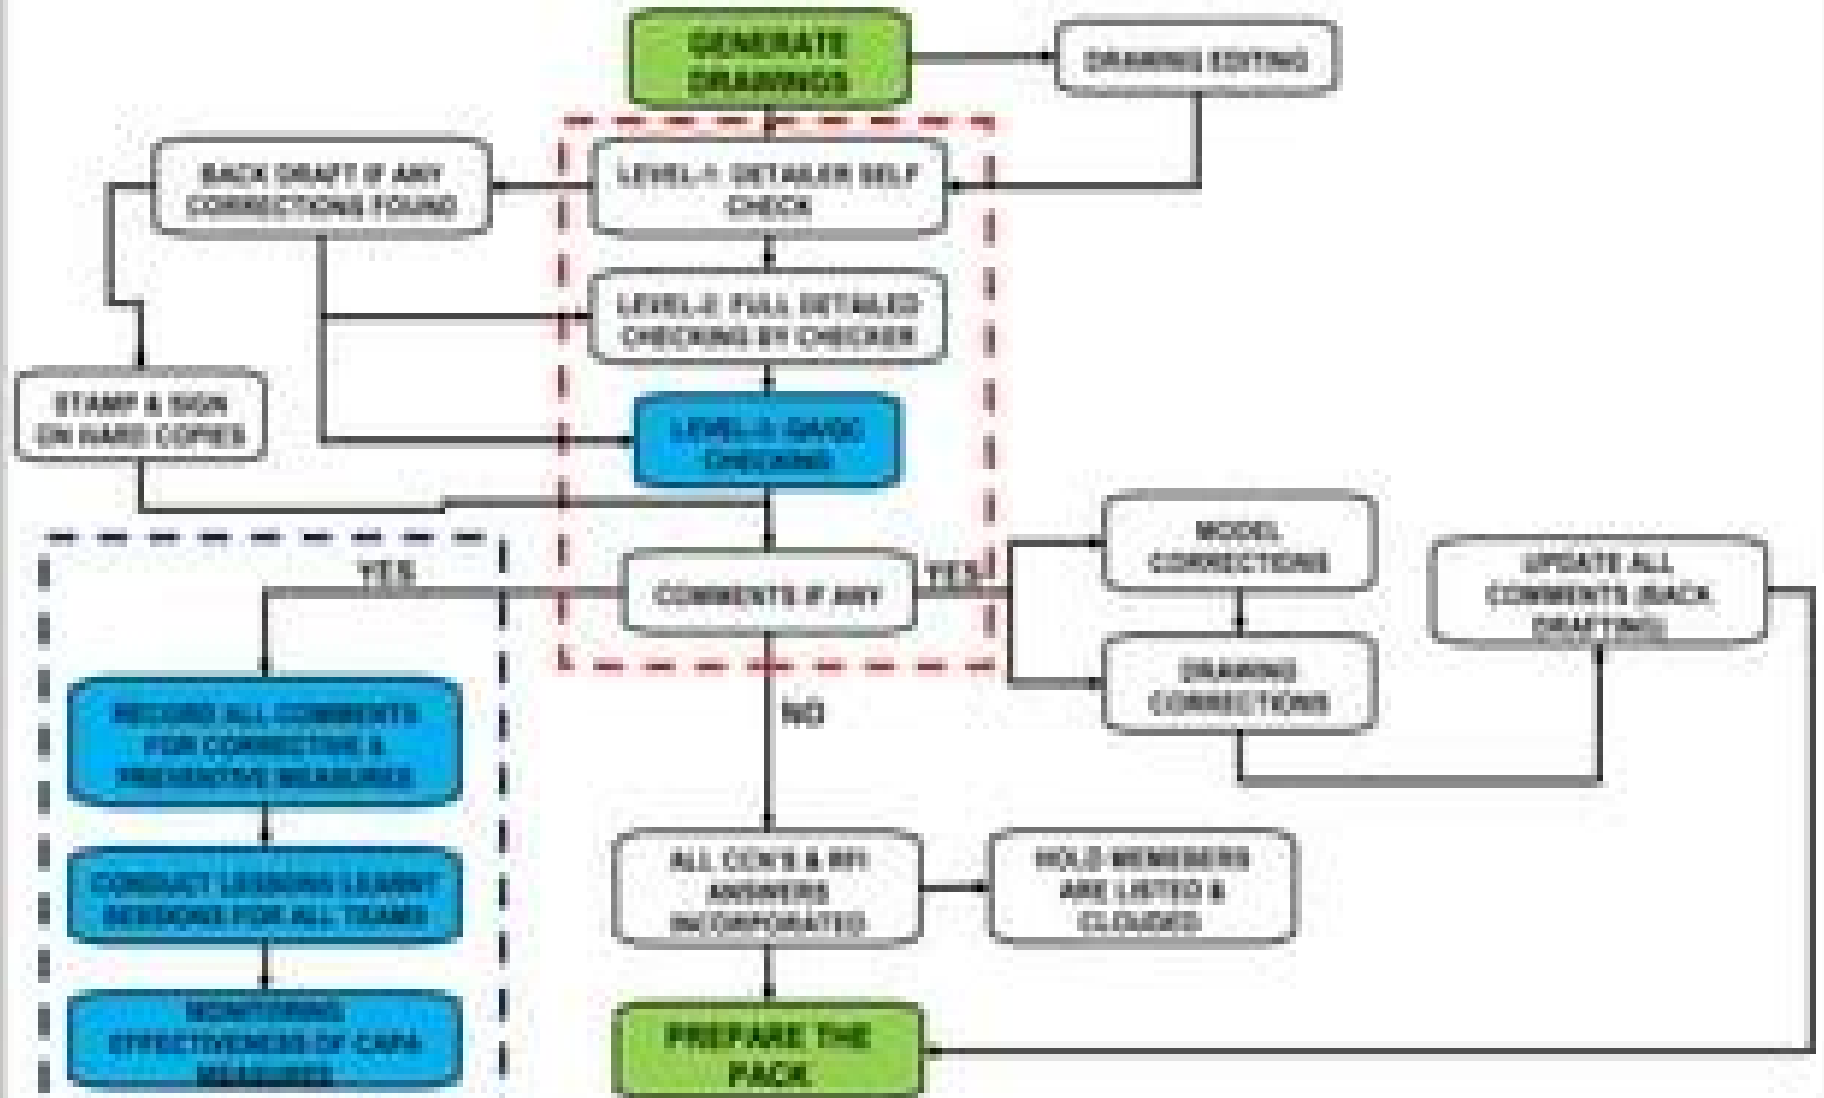 GENERATE
DRAWINGS
DRAWING EDITING
BACK DRAFT IF ANY
CORRECTIONS FOUND
LEVEL-1: DETAILER SELF
CHECK
LEVEL-2: FULL DETAILED
CHECKING BY CHECKER
STAMP & SIGN
ON HARD COPIES
LEVEL-3: QA/QC
CHECKING
YES
COMMENTS IF ANY
YES
MODEL
CORRECTIONS
UPDATE ALL
COMMENTS (BACK
DRAFTING)
DRAWING
CORRECTIONS
RECORD ALL COMMENTS
FOR CORRECTIVE &
PREVENTIVE MEASURES
NO
ALL CCN'S & RFI
ANSWERS
INCORPORATED
HOLD MEMEBERS
ARE LISTED &
CLOUDED
CONDUCT LESSONS LEARNT
SESSIONS FOR ALL TEAMS
MONITORING
EFFECTIVENESS OF CAPA
MEASURES
PREPARE THE
PACK